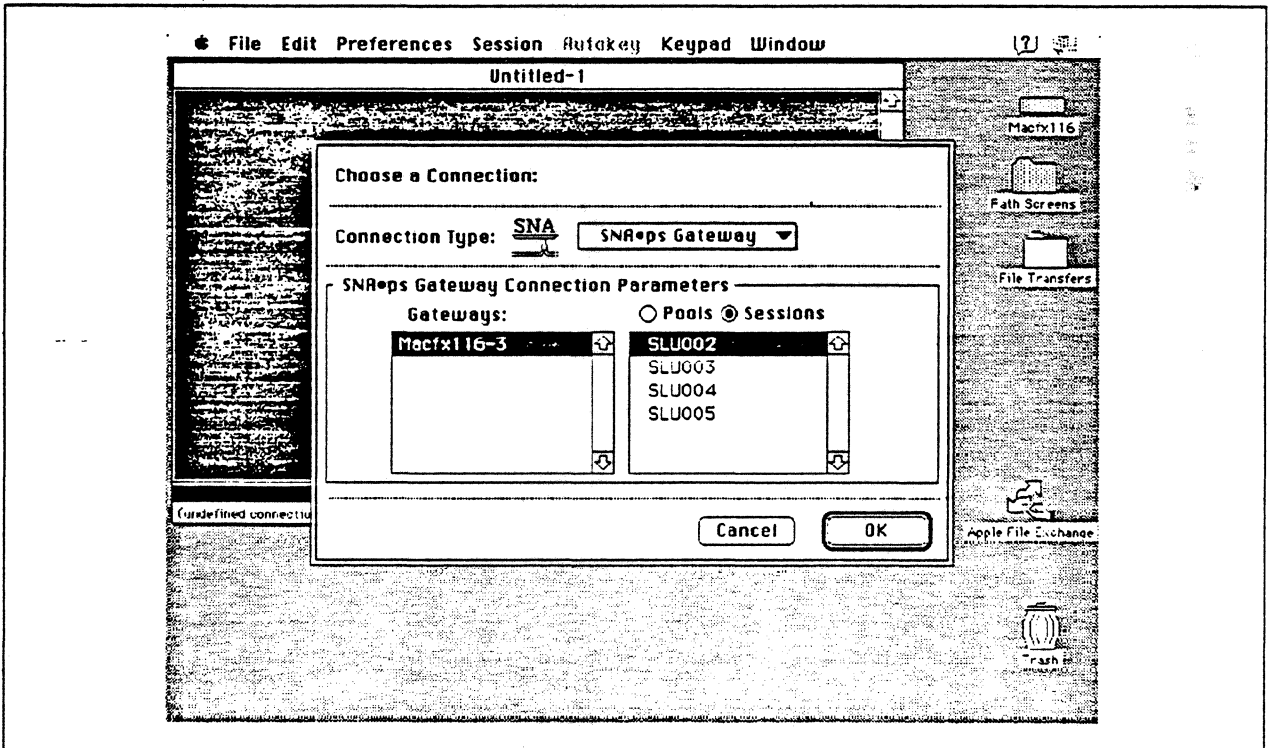 File Edit Preferences Session Autokey Keypad Window
Untitled-1
Macfx116
Choose a Connection:
Path Screens
Connection Type: SNA SNA•ps Gateway
File Transfers
SNA•ps Gateway Connection Parameters
Gateways: Pools Sessions
Macfx116-3 SLU002
SLU003
SLU004
SLU005
(undefined connectio
Cancel OK
Apple File Exchange
Trash